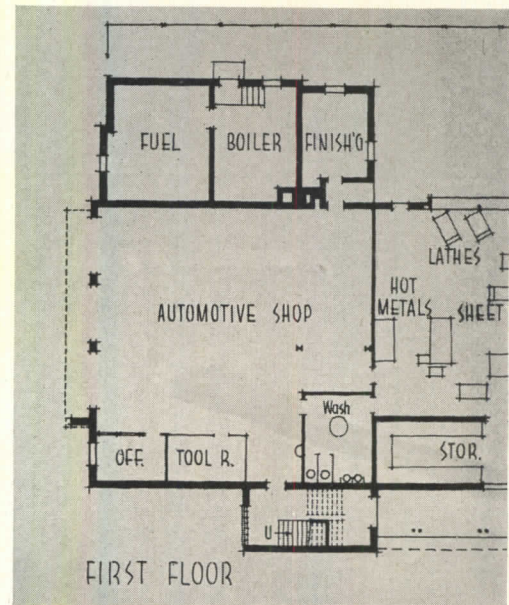 FUEL BOILER FINISH'G
LATHES
HOT
METALS SHEET
AUTOMOTIVE SHOP
Wash
OFF. TOOL R. STOR.
U
FIRST FLOOR